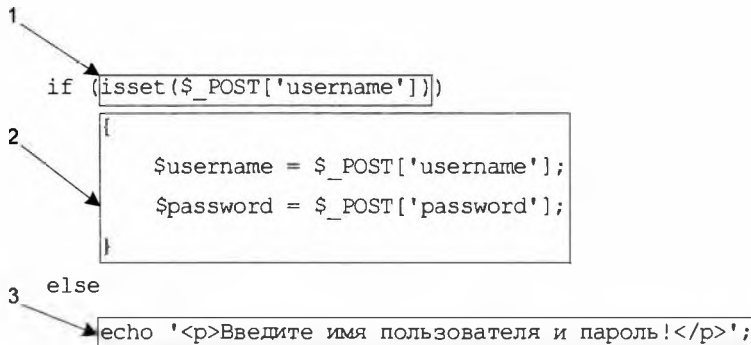 1
if (isset($_POST['username']))
{
2
$username = $_POST['username'];
$password = $_POST['password'];
}
else
3
echo '<p>Введите имя пользователя и пароль!</p>';